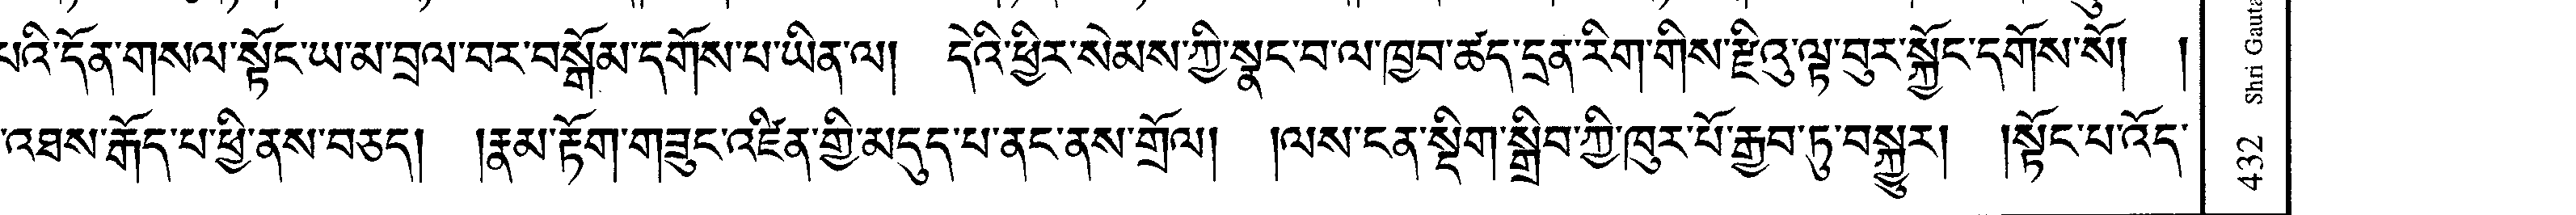 པའི་དོན་གསལ་སྟོང་ཡ་མ་བྲལ་བར་བསྒོམ་དགོས་པ་ཡིན་ལ། དེའི་ཕྱིར་སེམས་ཀྱི་སྣང་བ་ལ་ཁྱབ་ཚད་དྲན་རིག་གིས་རྫིའུ་ལྟ་བུར་སྐྱོང་དགོས་སོ། །
འཐས་རྒོད་པ་ཕྱི་ནས་བཅད། །རྣམ་རྟོག་གཟུང་འཛིན་གྱི་མདུད་པ་ནང་ནས་གྲོལ། །ལས་ངན་སྡིག་སྒྲིབ་ཀྱི་ཁུར་པོ་རྒྱབ་ཏུ་བསྐྱུར། །སྟོང་པ་འོད་
432 Shri Gauta